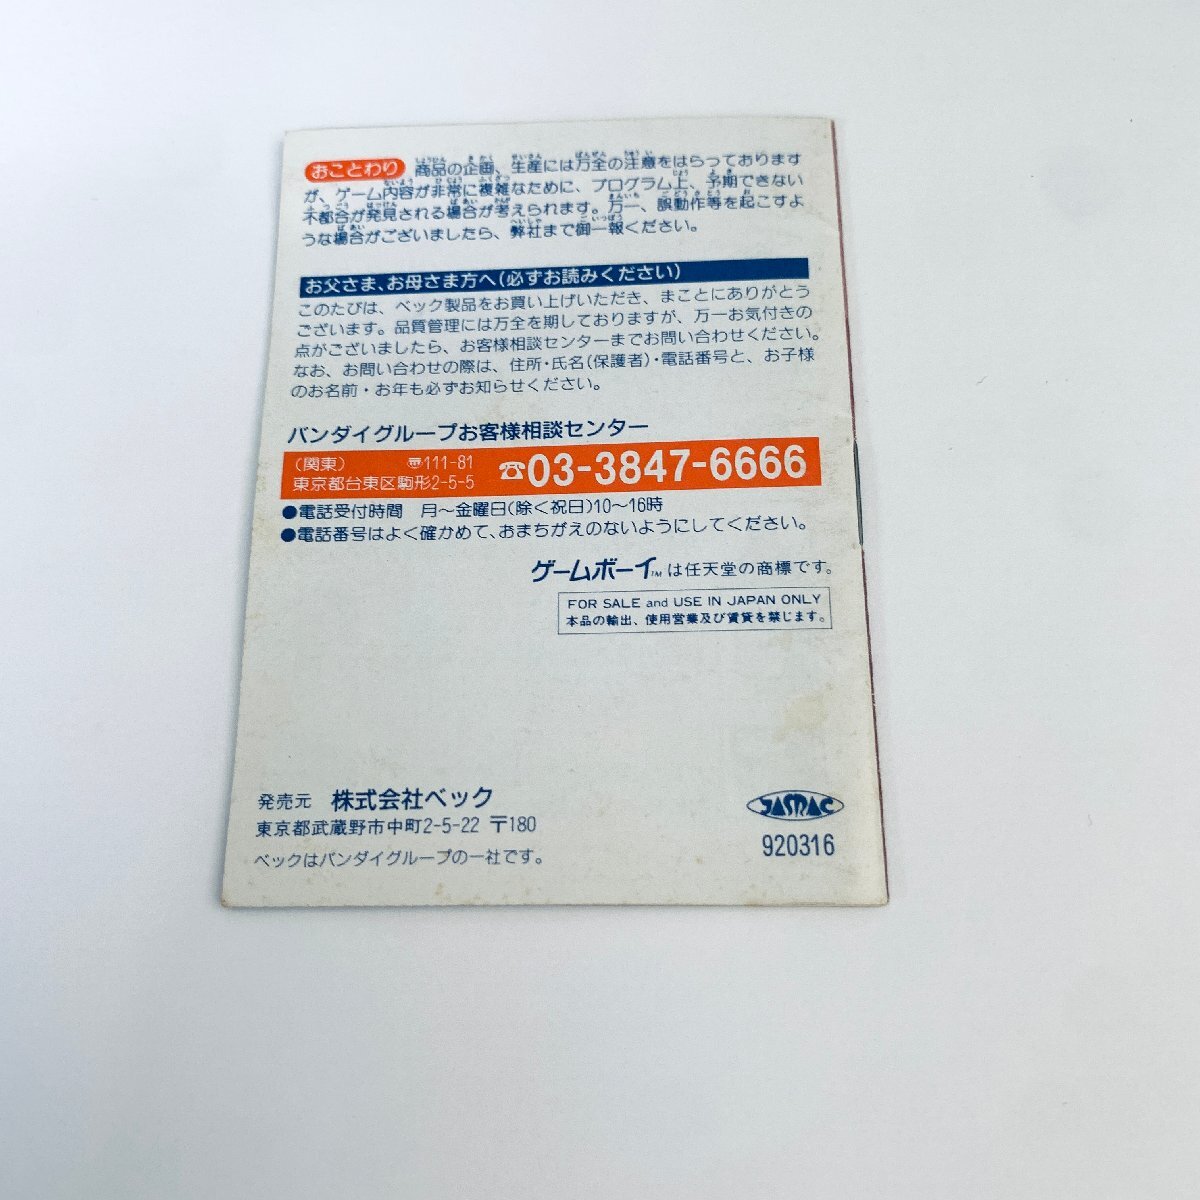 おことわり 商品の企画、生産には万全の注意をはらっております
が、ゲーム内容が非常に複雑なために、プログラム上、予期できない
不都合が発見される場合が考えられます。万一、誤動作等を起こすよ
うな場合がございましたら、弊社まで御一報ください。
お父さま、お母さま方へ(必ずお読みください)
このたびは、ベック製品をお買い上げいただき、まことにありがとう
ございます。品質管理には万全を期しておりますが、万一お気付きの
点がございましたら、お客様相談センターまでお問い合わせください。
なお、お問い合わせの際は、住所・氏名(保護者)・電話番号と、お子様
のお名前・お年も必ずお知らせください。
バンダイグループお客様相談センター
(関東) 〠111-81
東京都台東区駒形2-5-5
☎03-3847-6666
●電話受付時間 月～金曜日(除く祝日)10～16時
●電話番号はよく確かめて、おまちがえのないようにしてください。
ゲームボーイ™は任天堂の商標です。
FOR SALE and USE IN JAPAN ONLY
本品の輸出、使用営業及び賃貸を禁じます。
発売元 株式会社ベック
東京都武蔵野市中町2-5-22 〒180
ベックはバンダイグループの一社です。
JASMAC
920316